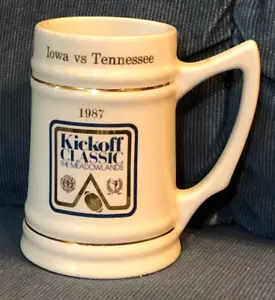 Iowa vs Tennessee
1987
Kickoff
CLASSIC
THE MEADOWLANDS